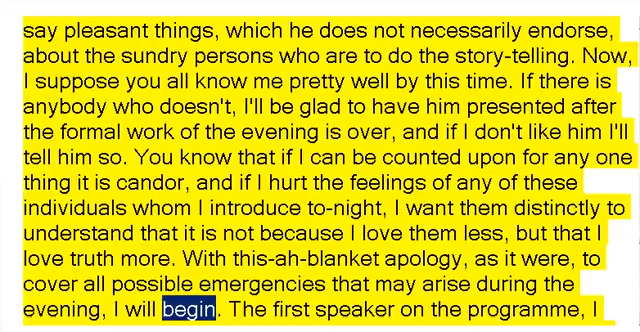 say pleasant things, which he does not necessarily endorse,
about the sundry persons who are to do the story-telling. Now,
I suppose you all know me pretty well by this time. If there is
anybody who doesn't, I'll be glad to have him presented after
the formal work of the evening is over, and if I don't like him I'll
tell him so. You know that if I can be counted upon for any one
thing it is candor, and if I hurt the feelings of any of these
individuals whom I introduce to-night, I want them distinctly to
understand that it is not because I love them less, but that I
love truth more. With this-ah-blanket apology, as it were, to
cover all possible emergencies that may arise during the
evening, I will begin. The first speaker on the programme, I